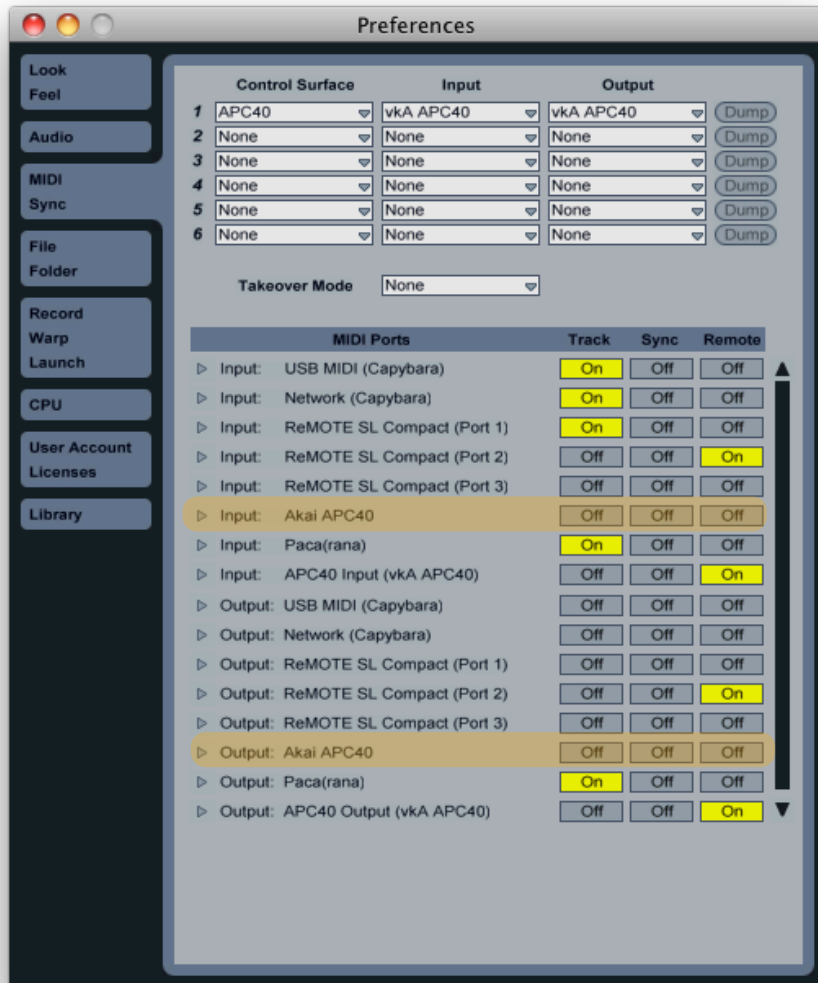 Preferences
Look
Feel
Audio
MIDI
Sync
File
Folder
Record
Warp
Launch
CPU
User Account
Licenses
Library
Control Surface Input Output
1 APC40 vkA APC40 vkA APC40 Dump
2 None None None Dump
3 None None None Dump
4 None None None Dump
5 None None None Dump
6 None None None Dump
Takeover Mode None
MIDI Ports Track Sync Remote
Input: USB MIDI (Capybara) On Off Off
Input: Network (Capybara) On Off Off
Input: ReMOTE SL Compact (Port 1) On Off Off
Input: ReMOTE SL Compact (Port 2) Off Off On
Input: ReMOTE SL Compact (Port 3) Off Off Off
Input: Akai APC40 Off Off Off
Input: Paca(rana) On Off Off
Input: APC40 Input (vkA APC40) Off Off On
Output: USB MIDI (Capybara) Off Off Off
Output: Network (Capybara) Off Off Off
Output: ReMOTE SL Compact (Port 1) Off Off Off
Output: ReMOTE SL Compact (Port 2) Off Off On
Output: ReMOTE SL Compact (Port 3) Off Off Off
Output: Akai APC40 Off Off Off
Output: Paca(rana) On Off Off
Output: APC40 Output (vkA APC40) Off Off On